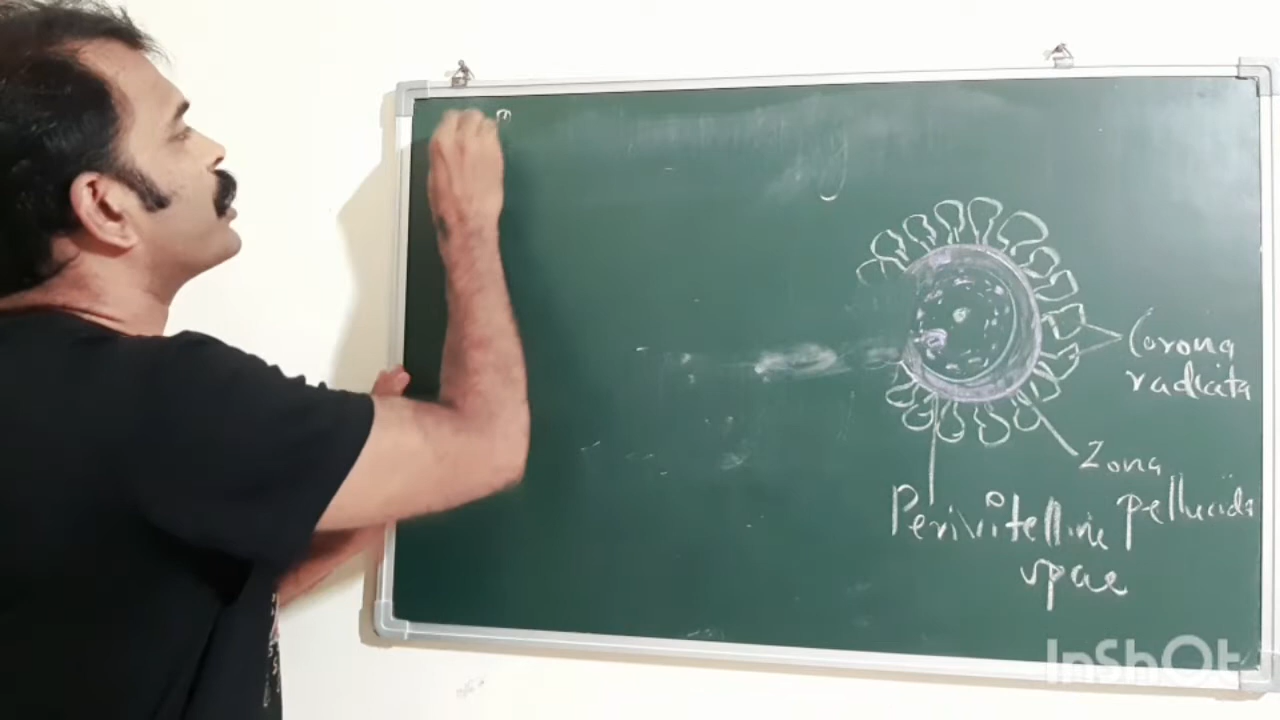 Corona
radiata
Zona
pellucida
Perivitelline
space
InShOt